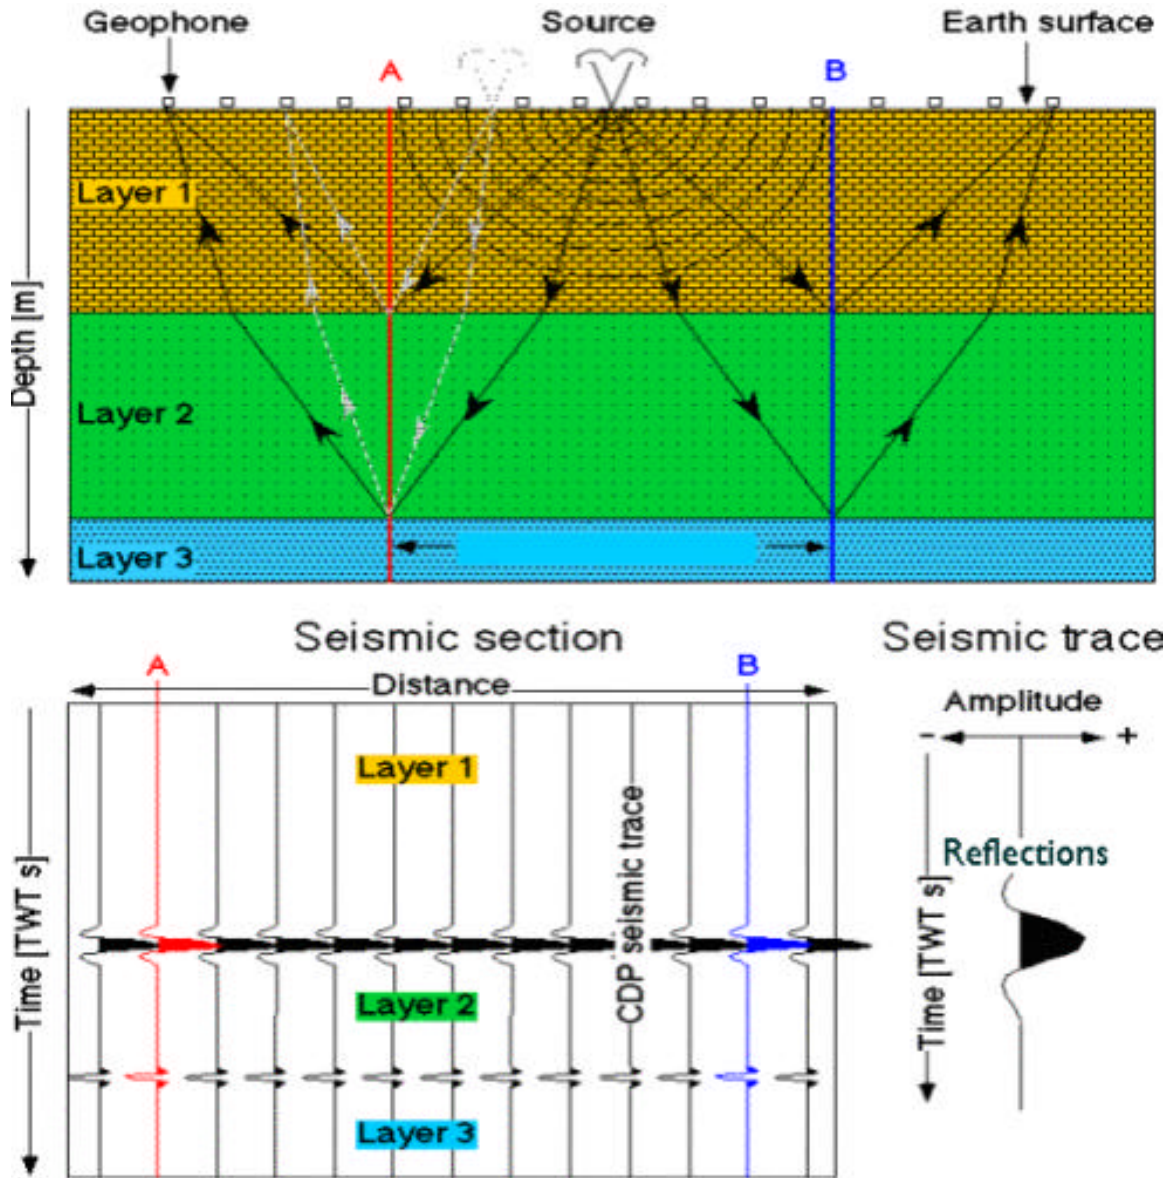 Geophone Source Earth surface
A B
Layer 1
Depth [m]
Layer 2
Layer 3
Seismic section Seismic trace
A B
Distance
Amplitude
- +
Layer 1
CDP seismic trace
Reflections
Time [TWT s]
Time [TWT s]
Layer 2
Layer 3